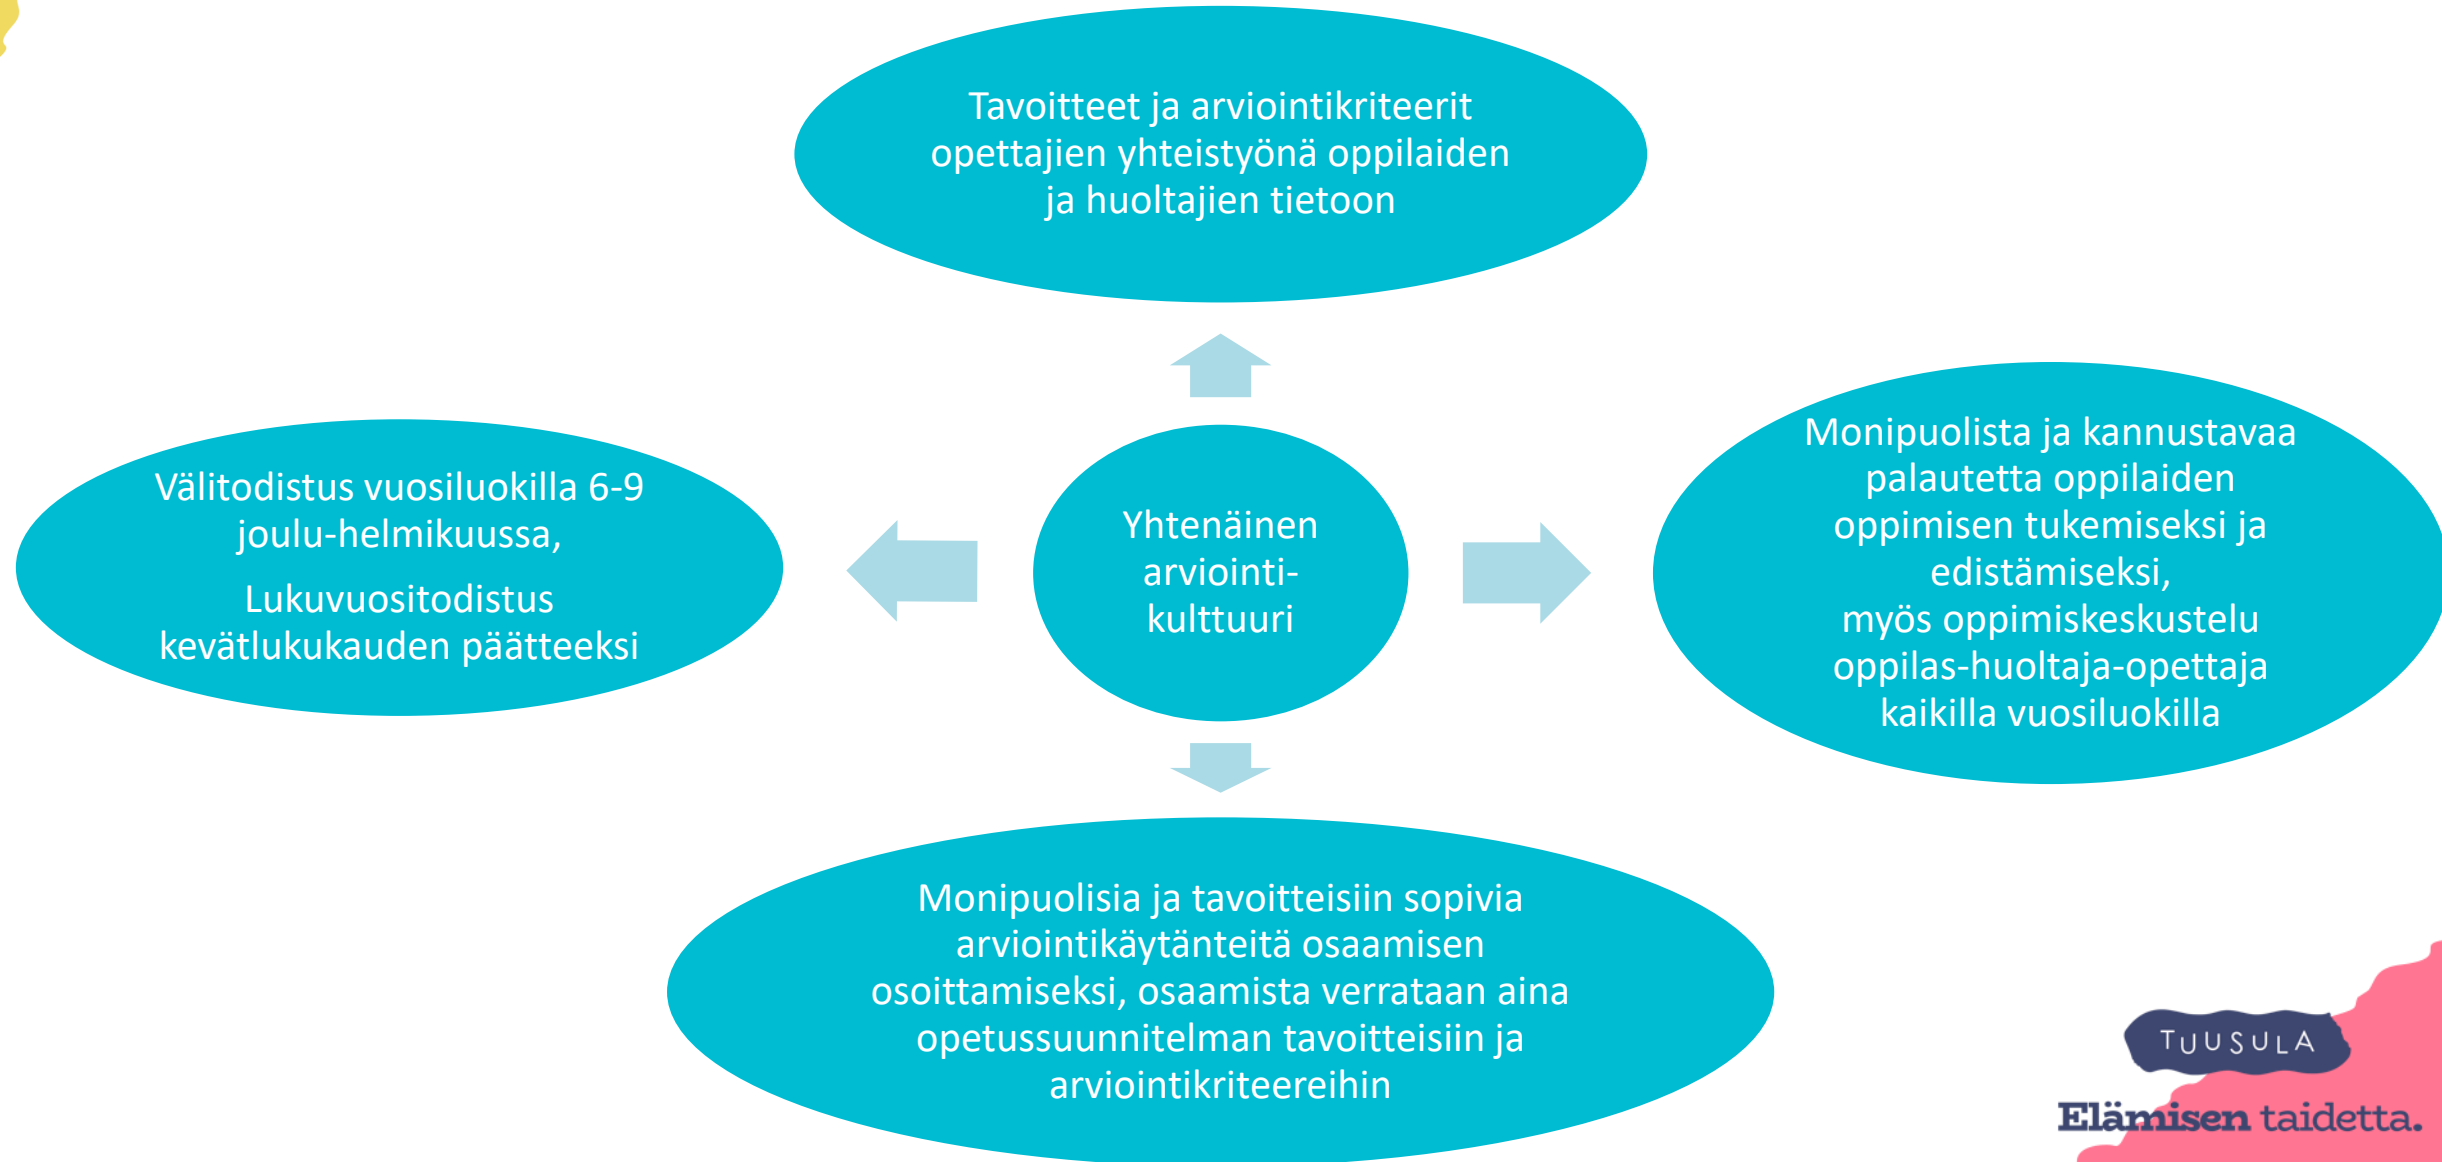 Tavoitteet ja arviointikriteerit
opettajien yhteistyönä oppilaiden
ja huoltajien tietoon
Välitodistus vuosiluokilla 6-9
joulu-helmikuussa,
Lukuvuositodistus
kevätlukukauden päätteeksi
Yhtenäinen
arviointi-
kulttuuri
Monipuolista ja kannustavaa
palautetta oppilaiden
oppimisen tukemiseksi ja
edistämiseksi,
myös oppimiskeskustelu
oppilas-huoltaja-opettaja
kaikilla vuosiluokilla
Monipuolisia ja tavoitteisiin sopivia
arviointikäytänteitä osaamisen
osoittamiseksi, osaamista verrataan aina
opetussuunnitelman tavoitteisiin ja
arviointikriteereihin
TUUSULA
Elämisen taidetta.